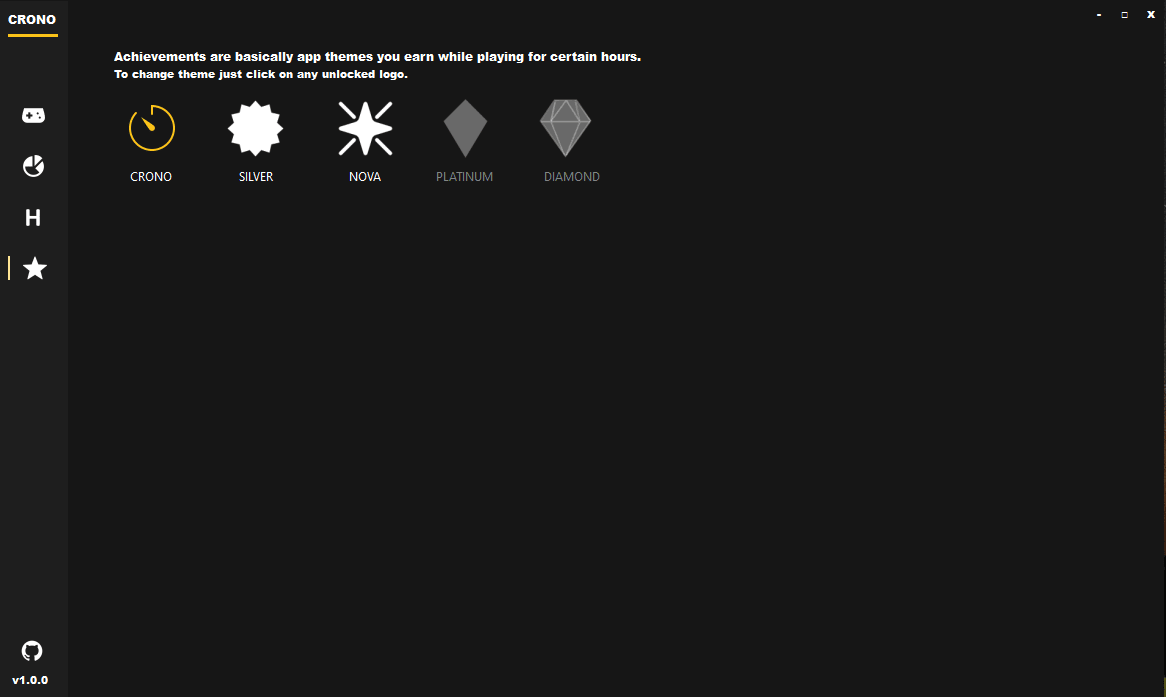 CRONO
Achievements are basically app themes you earn while playing for certain hours.
To change theme just click on any unlocked logo.
CRONO
SILVER
NOVA
PLATINUM
DIAMOND
H
v1.0.0